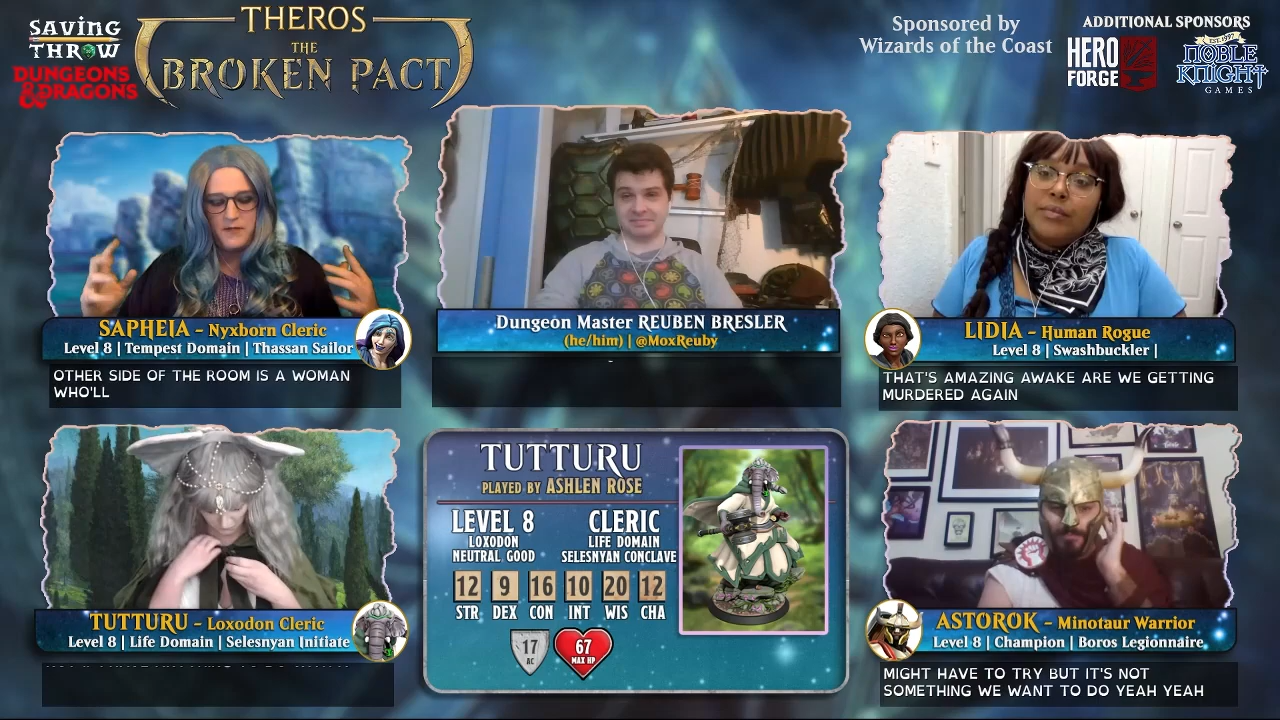 SAVING
THROW
DUNGEONS
& DRAGONS
THEROS
THE
BROKEN PACT
Sponsored by
Wizards of the Coast
ADDITIONAL SPONSORS
HERO
FORGE
EST. 1997
NOBLE
KNIGHT
GAMES
SAPHEIA – Nyxborn Cleric
Level 8 | Tempest Domain | Thassan Sailor
OTHER SIDE OF THE ROOM IS A WOMAN
WHO'LL
Dungeon Master REUBEN BRESLER
(he/him) | @MoxReuby
LIDIA – Human Rogue
Level 8 | Swashbuckler |
THAT'S AMAZING AWAKE ARE WE GETTING
MURDERED AGAIN
TUTTURU – Loxodon Cleric
Level 8 | Life Domain | Selesnyan Initiate
TUTTURU
PLAYED BY ASHLEN ROSE
LEVEL 8
LOXODON
NEUTRAL GOOD
CLERIC
LIFE DOMAIN
SELESNYAN CONCLAVE
12 9 16 10 20 12
STR DEX CON INT WIS CHA
17
AC
67
MAX HP
ASTOROK – Minotaur Warrior
Level 8 | Champion | Boros Legionnaire
MIGHT HAVE TO TRY BUT IT'S NOT
SOMETHING WE WANT TO DO YEAH YEAH